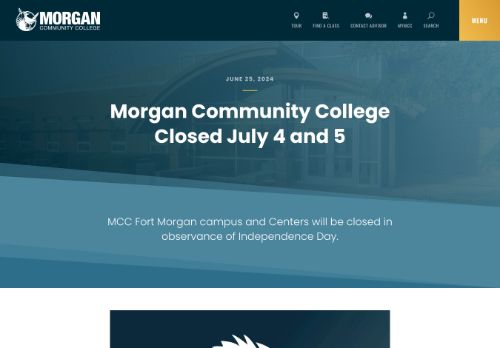 MORGAN
COMMUNITY COLLEGE
TOUR
FIND A CLASS
CONTACT ADVISOR
MYMCC
SEARCH
MENU
JUNE 25, 2024
Morgan Community College
Closed July 4 and 5
MCC Fort Morgan campus and Centers will be closed in
observance of Independence Day.